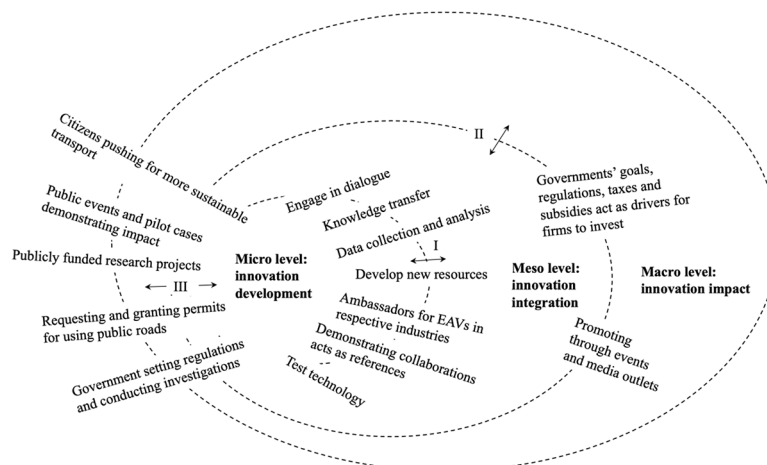 Citizens pushing for more sustainable
transport
II
Engage in dialogue
Governments' goals,
regulations, taxes and
subsidies act as drivers for
firms to invest
Public events and pilot cases
demonstrating impact
Knowledge transfer
Data collection and analysis
Publicly funded research projects
Micro level:
innovation
development
I
Develop new resources
Meso level:
innovation
integration
Macro level:
innovation impact
III
Requesting and granting permits
for using public roads
Ambassadors for EAVs in
respective industries
Demonstrating collaborations
acts as references
Promoting
through events
and media outlets
Government setting regulations
and conducting investigations
Test technology